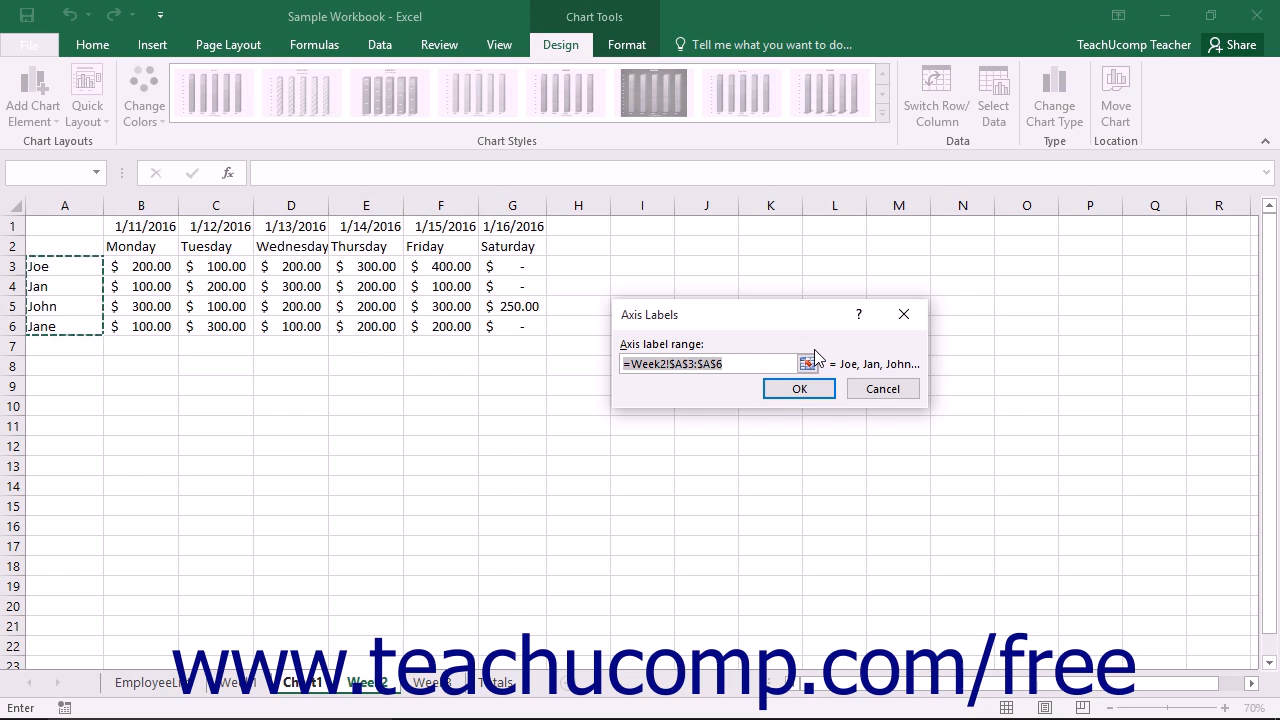 Sample Workbook - Excel
Chart Tools
File Home Insert Page Layout Formulas Data Review View Design Format Tell me what you want to do... TeachUcomp Teacher Share
Add Chart Element Quick Layout Change Colors Switch Row/ Column Select Data Change Chart Type Move Chart
Chart Layouts Chart Styles Data Type Location
fx
A B C D E F G H I J K L M N O P Q R
1 1/11/2016 1/12/2016 1/13/2016 1/14/2016 1/15/2016 1/16/2016
2 Monday Tuesday Wednesday Thursday Friday Saturday
3 Joe $ 200.00 $ 100.00 $ 200.00 $ 300.00 $ 400.00 $ -
4 Jan $ 100.00 $ 200.00 $ 300.00 $ 200.00 $ 100.00 $ -
5 John $ 300.00 $ 100.00 $ 200.00 $ 200.00 $ 300.00 $ 250.00
6 Jane $ 100.00 $ 300.00 $ 100.00 $ 200.00 $ 200.00 $ -
7
8
9
10
11
12
13
14
15
16
17
18
19
20
21
22
23
Axis Labels ?
Axis label range:
=Week2!$A$3:$A$6 = Joe, Jan, John...
OK Cancel
www.teachucomp.com/free
Chart1 Week2 Totals
Enter 70%